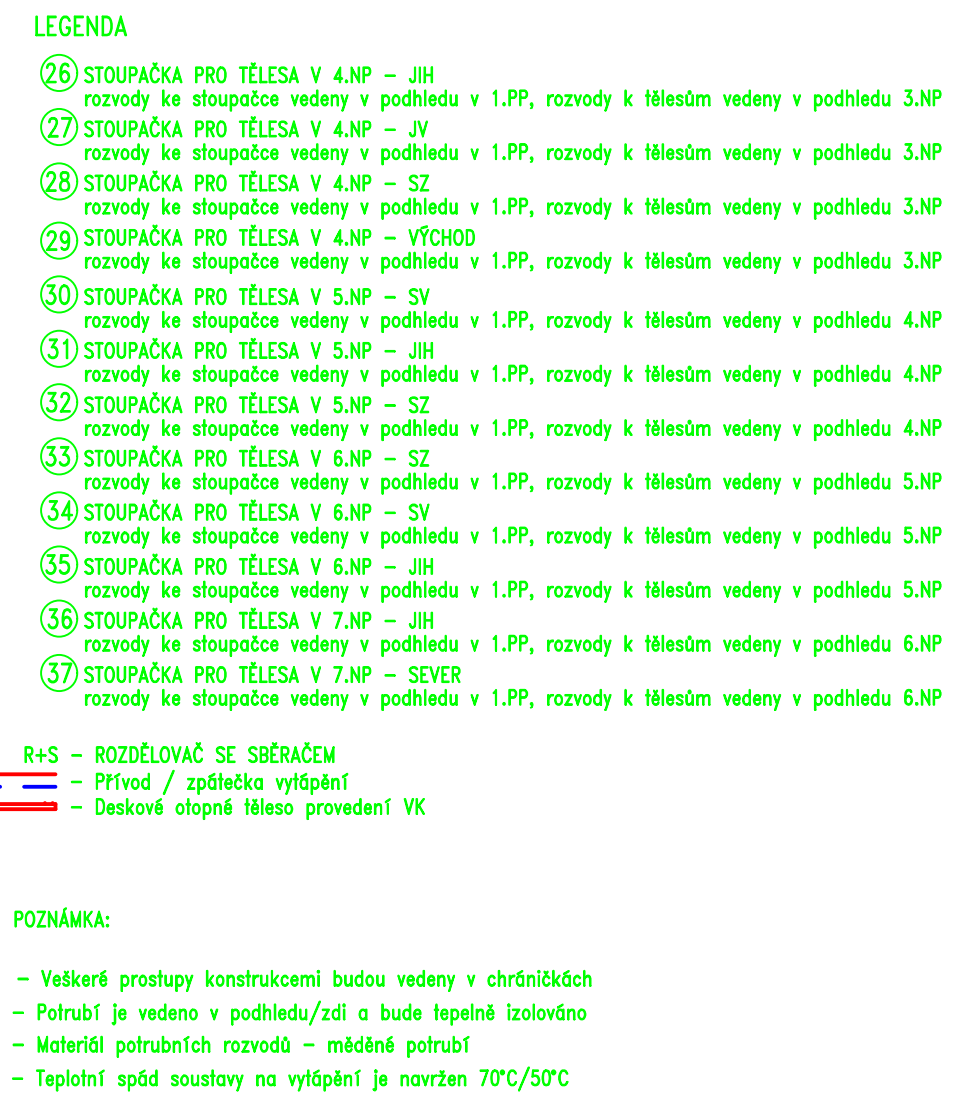 LEGENDA
26 STOUPAČKA PRO TĚLESA V 4.NP – JIH
rozvody ke stoupačce vedeny v podhledu v 1.PP, rozvody k tělesům vedeny v podhledu 3.NP
27 STOUPAČKA PRO TĚLESA V 4.NP – JV
rozvody ke stoupačce vedeny v podhledu v 1.PP, rozvody k tělesům vedeny v podhledu 3.NP
28 STOUPAČKA PRO TĚLESA V 4.NP – SZ
rozvody ke stoupačce vedeny v podhledu v 1.PP, rozvody k tělesům vedeny v podhledu 3.NP
29 STOUPAČKA PRO TĚLESA V 4.NP – VÝCHOD
rozvody ke stoupačce vedeny v podhledu v 1.PP, rozvody k tělesům vedeny v podhledu 3.NP
30 STOUPAČKA PRO TĚLESA V 5.NP – SV
rozvody ke stoupačce vedeny v podhledu v 1.PP, rozvody k tělesům vedeny v podhledu 4.NP
31 STOUPAČKA PRO TĚLESA V 5.NP – JIH
rozvody ke stoupačce vedeny v podhledu v 1.PP, rozvody k tělesům vedeny v podhledu 4.NP
32 STOUPAČKA PRO TĚLESA V 5.NP – SZ
rozvody ke stoupačce vedeny v podhledu v 1.PP, rozvody k tělesům vedeny v podhledu 4.NP
33 STOUPAČKA PRO TĚLESA V 6.NP – SZ
rozvody ke stoupačce vedeny v podhledu v 1.PP, rozvody k tělesům vedeny v podhledu 5.NP
34 STOUPAČKA PRO TĚLESA V 6.NP – SV
rozvody ke stoupačce vedeny v podhledu v 1.PP, rozvody k tělesům vedeny v podhledu 5.NP
35 STOUPAČKA PRO TĚLESA V 6.NP – JIH
rozvody ke stoupačce vedeny v podhledu v 1.PP, rozvody k tělesům vedeny v podhledu 5.NP
36 STOUPAČKA PRO TĚLESA V 7.NP – JIH
rozvody ke stoupačce vedeny v podhledu v 1.PP, rozvody k tělesům vedeny v podhledu 6.NP
37 STOUPAČKA PRO TĚLESA V 7.NP – SEVER
rozvody ke stoupačce vedeny v podhledu v 1.PP, rozvody k tělesům vedeny v podhledu 6.NP
R+S – ROZDĚLOVAČ SE SBĚRAČEM
– Přívod / zpátečka vytápění
– Deskové otopné těleso provedení VK
POZNÁMKA:
– Veškeré prostupy konstrukcemi budou vedeny v chráničkách
– Potrubí je vedeno v podhledu/zdi a bude tepelně izolováno
– Materiál potrubních rozvodů – měděné potrubí
– Teplotní spád soustavy na vytápění je navržen 70°C/50°C